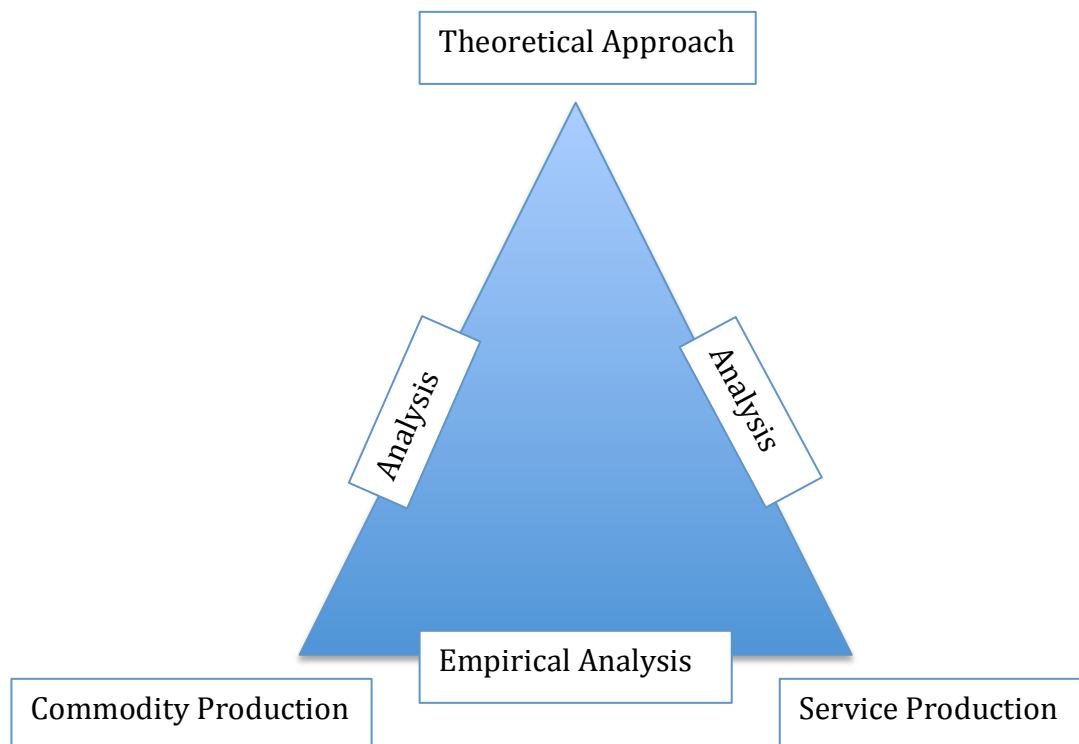 Theoretical Approach
Analysis
Analysis
Empirical Analysis
Commodity Production
Service Production